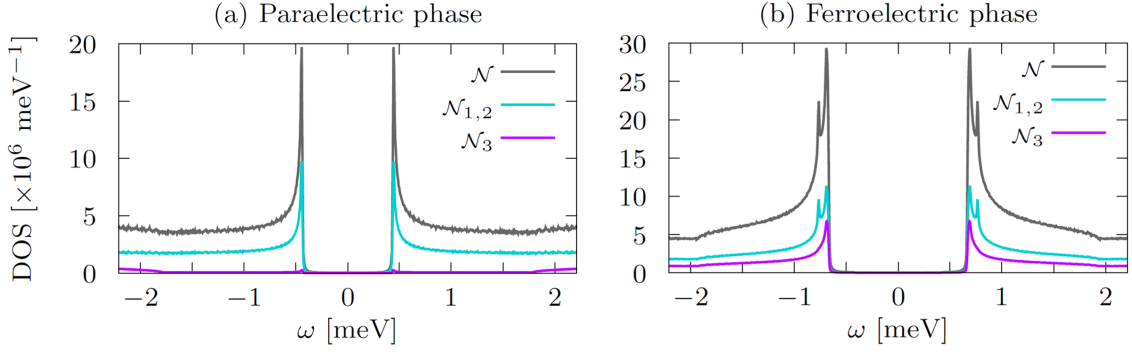 (a) Paraelectric phase
DOS [×10⁶ meV⁻¹]
20
15
10
5
0
𝒩
𝒩₁,₂
𝒩₃
−2 −1 0 1 2
ω [meV]
(b) Ferroelectric phase
30
25
20
15
10
5
0
𝒩
𝒩₁,₂
𝒩₃
−2 −1 0 1 2
ω [meV]